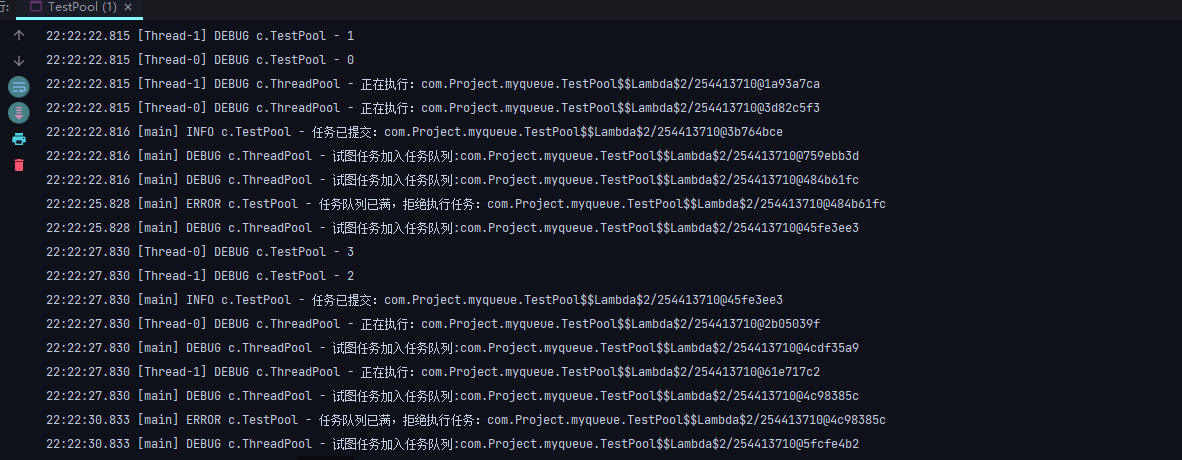 行: TestPool (1) ×
22:22:22.815 [Thread-1] DEBUG c.TestPool - 1
22:22:22.815 [Thread-0] DEBUG c.TestPool - 0
22:22:22.815 [Thread-1] DEBUG c.ThreadPool - 正在执行：com.Project.myqueue.TestPool$$Lambda$2/254413710@1a93a7ca
22:22:22.815 [Thread-0] DEBUG c.ThreadPool - 正在执行：com.Project.myqueue.TestPool$$Lambda$2/254413710@3d82c5f3
22:22:22.816 [main] INFO c.TestPool - 任务已提交：com.Project.myqueue.TestPool$$Lambda$2/254413710@3b764bce
22:22:22.816 [main] DEBUG c.ThreadPool - 试图任务加入任务队列:com.Project.myqueue.TestPool$$Lambda$2/254413710@759ebb3d
22:22:22.816 [main] DEBUG c.ThreadPool - 试图任务加入任务队列:com.Project.myqueue.TestPool$$Lambda$2/254413710@484b61fc
22:22:25.828 [main] ERROR c.TestPool - 任务队列已满，拒绝执行任务：com.Project.myqueue.TestPool$$Lambda$2/254413710@484b61fc
22:22:25.828 [main] DEBUG c.ThreadPool - 试图任务加入任务队列:com.Project.myqueue.TestPool$$Lambda$2/254413710@45fe3ee3
22:22:27.830 [Thread-0] DEBUG c.TestPool - 3
22:22:27.830 [Thread-1] DEBUG c.TestPool - 2
22:22:27.830 [main] INFO c.TestPool - 任务已提交：com.Project.myqueue.TestPool$$Lambda$2/254413710@45fe3ee3
22:22:27.830 [Thread-0] DEBUG c.ThreadPool - 正在执行：com.Project.myqueue.TestPool$$Lambda$2/254413710@2b05039f
22:22:27.830 [main] DEBUG c.ThreadPool - 试图任务加入任务队列:com.Project.myqueue.TestPool$$Lambda$2/254413710@4cdf35a9
22:22:27.830 [Thread-1] DEBUG c.ThreadPool - 正在执行：com.Project.myqueue.TestPool$$Lambda$2/254413710@61e717c2
22:22:27.830 [main] DEBUG c.ThreadPool - 试图任务加入任务队列:com.Project.myqueue.TestPool$$Lambda$2/254413710@4c98385c
22:22:30.833 [main] ERROR c.TestPool - 任务队列已满，拒绝执行任务：com.Project.myqueue.TestPool$$Lambda$2/254413710@4c98385c
22:22:30.833 [main] DEBUG c.ThreadPool - 试图任务加入任务队列:com.Project.myqueue.TestPool$$Lambda$2/254413710@5fcfe4b2